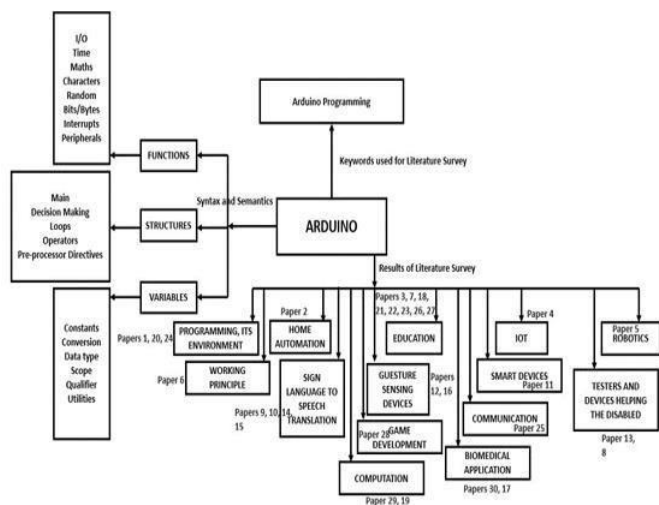 I/O
Time
Maths
Characters
Random
Bits/Bytes
Interrupts
Peripherals
Arduino Programming
Keywords used for Literature Survey
FUNCTIONS
Main
Decision Making
Loops
Operators
Pre-processor Directives
STRUCTURES
Syntax and Semantics
ARDUINO
Results of Literature Survey
VARIABLES
Constants
Conversion
Data type
Scope
Qualifier
Utilities
Papers 1, 20, 24
PROGRAMMING, ITS
ENVIRONMENT
Paper 6
WORKING
PRINCIPLE
Paper 2
HOME
AUTOMATION
Papers 9, 10, 14,
15
SIGN
LANGUAGE TO
SPEECH
TRANSLATION
Papers 3, 7, 18,
21, 22, 23, 26, 27
EDUCATION
GUESTURE
SENSING
DEVICES
Papers
12, 16
Paper 28
GAME
DEVELOPMENT
COMPUTATION
Papers 29, 19
Paper 4
IOT
SMART DEVICES
Paper 11
COMMUNICATION
Paper 25
BIOMEDICAL
APPLICATION
Papers 30, 17
Paper 5
ROBOTICS
TESTERS AND
DEVICES HELPING
THE DISABLED
Paper 13,
8